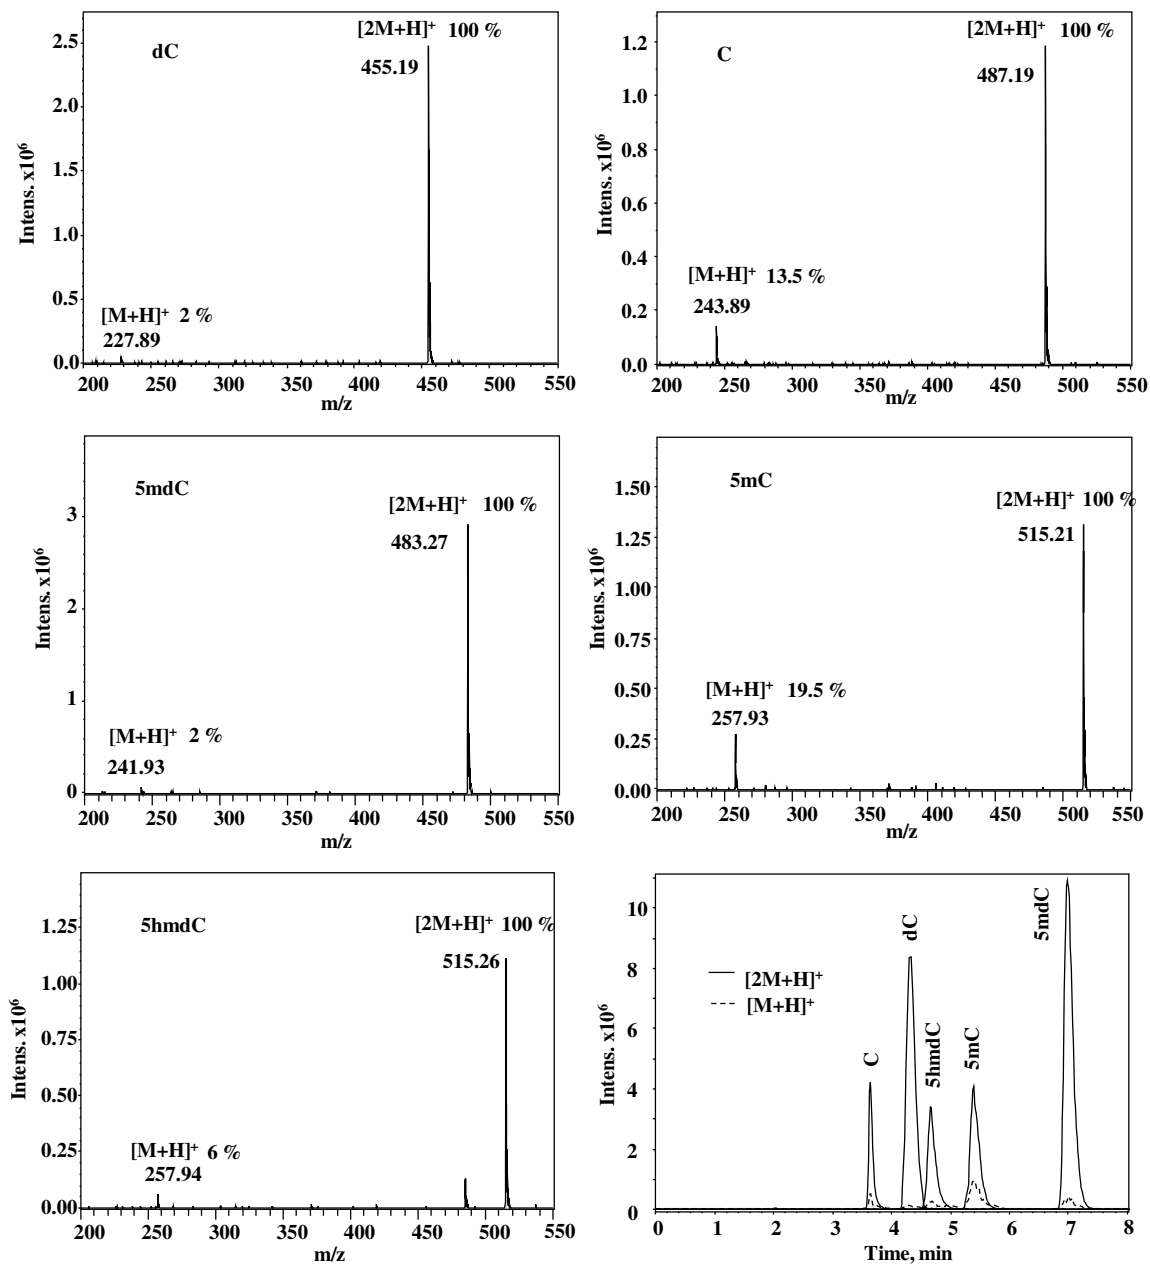 dC
[2M+H]⁺ 100 %
455.19
[M+H]⁺ 2 %
227.89
Intens. x10⁶
2.5
2.0
1.5
1.0
0.5
0.0
200 250 300 350 400 450 500 550
m/z
C
[2M+H]⁺ 100 %
487.19
[M+H]⁺ 13.5 %
243.89
Intens. x10⁶
1.2
1.0
0.8
0.6
0.4
0.2
0.0
200 250 300 350 400 450 500 550
m/z
5mdC
[2M+H]⁺ 100 %
483.27
[M+H]⁺ 2 %
241.93
Intens. x10⁶
3
2
1
0
200 250 300 350 400 450 500 550
m/z
5mC
[2M+H]⁺ 100 %
515.21
[M+H]⁺ 19.5 %
257.93
Intens. x10⁶
1.50
1.25
1.00
0.75
0.50
0.25
0.00
200 250 300 350 400 450 500 550
m/z
5hmdC
[2M+H]⁺ 100 %
515.26
[M+H]⁺ 6 %
257.94
Intens. x10⁶
1.25
1.00
0.75
0.50
0.25
0.00
200 250 300 350 400 450 500 550
m/z
[2M+H]⁺
[M+H]⁺
C
dC
5hmdC
5mC
5mdC
Intens. x10⁶
10
8
6
4
2
0
0 1 2 3 4 5 6 7 8
Time, min